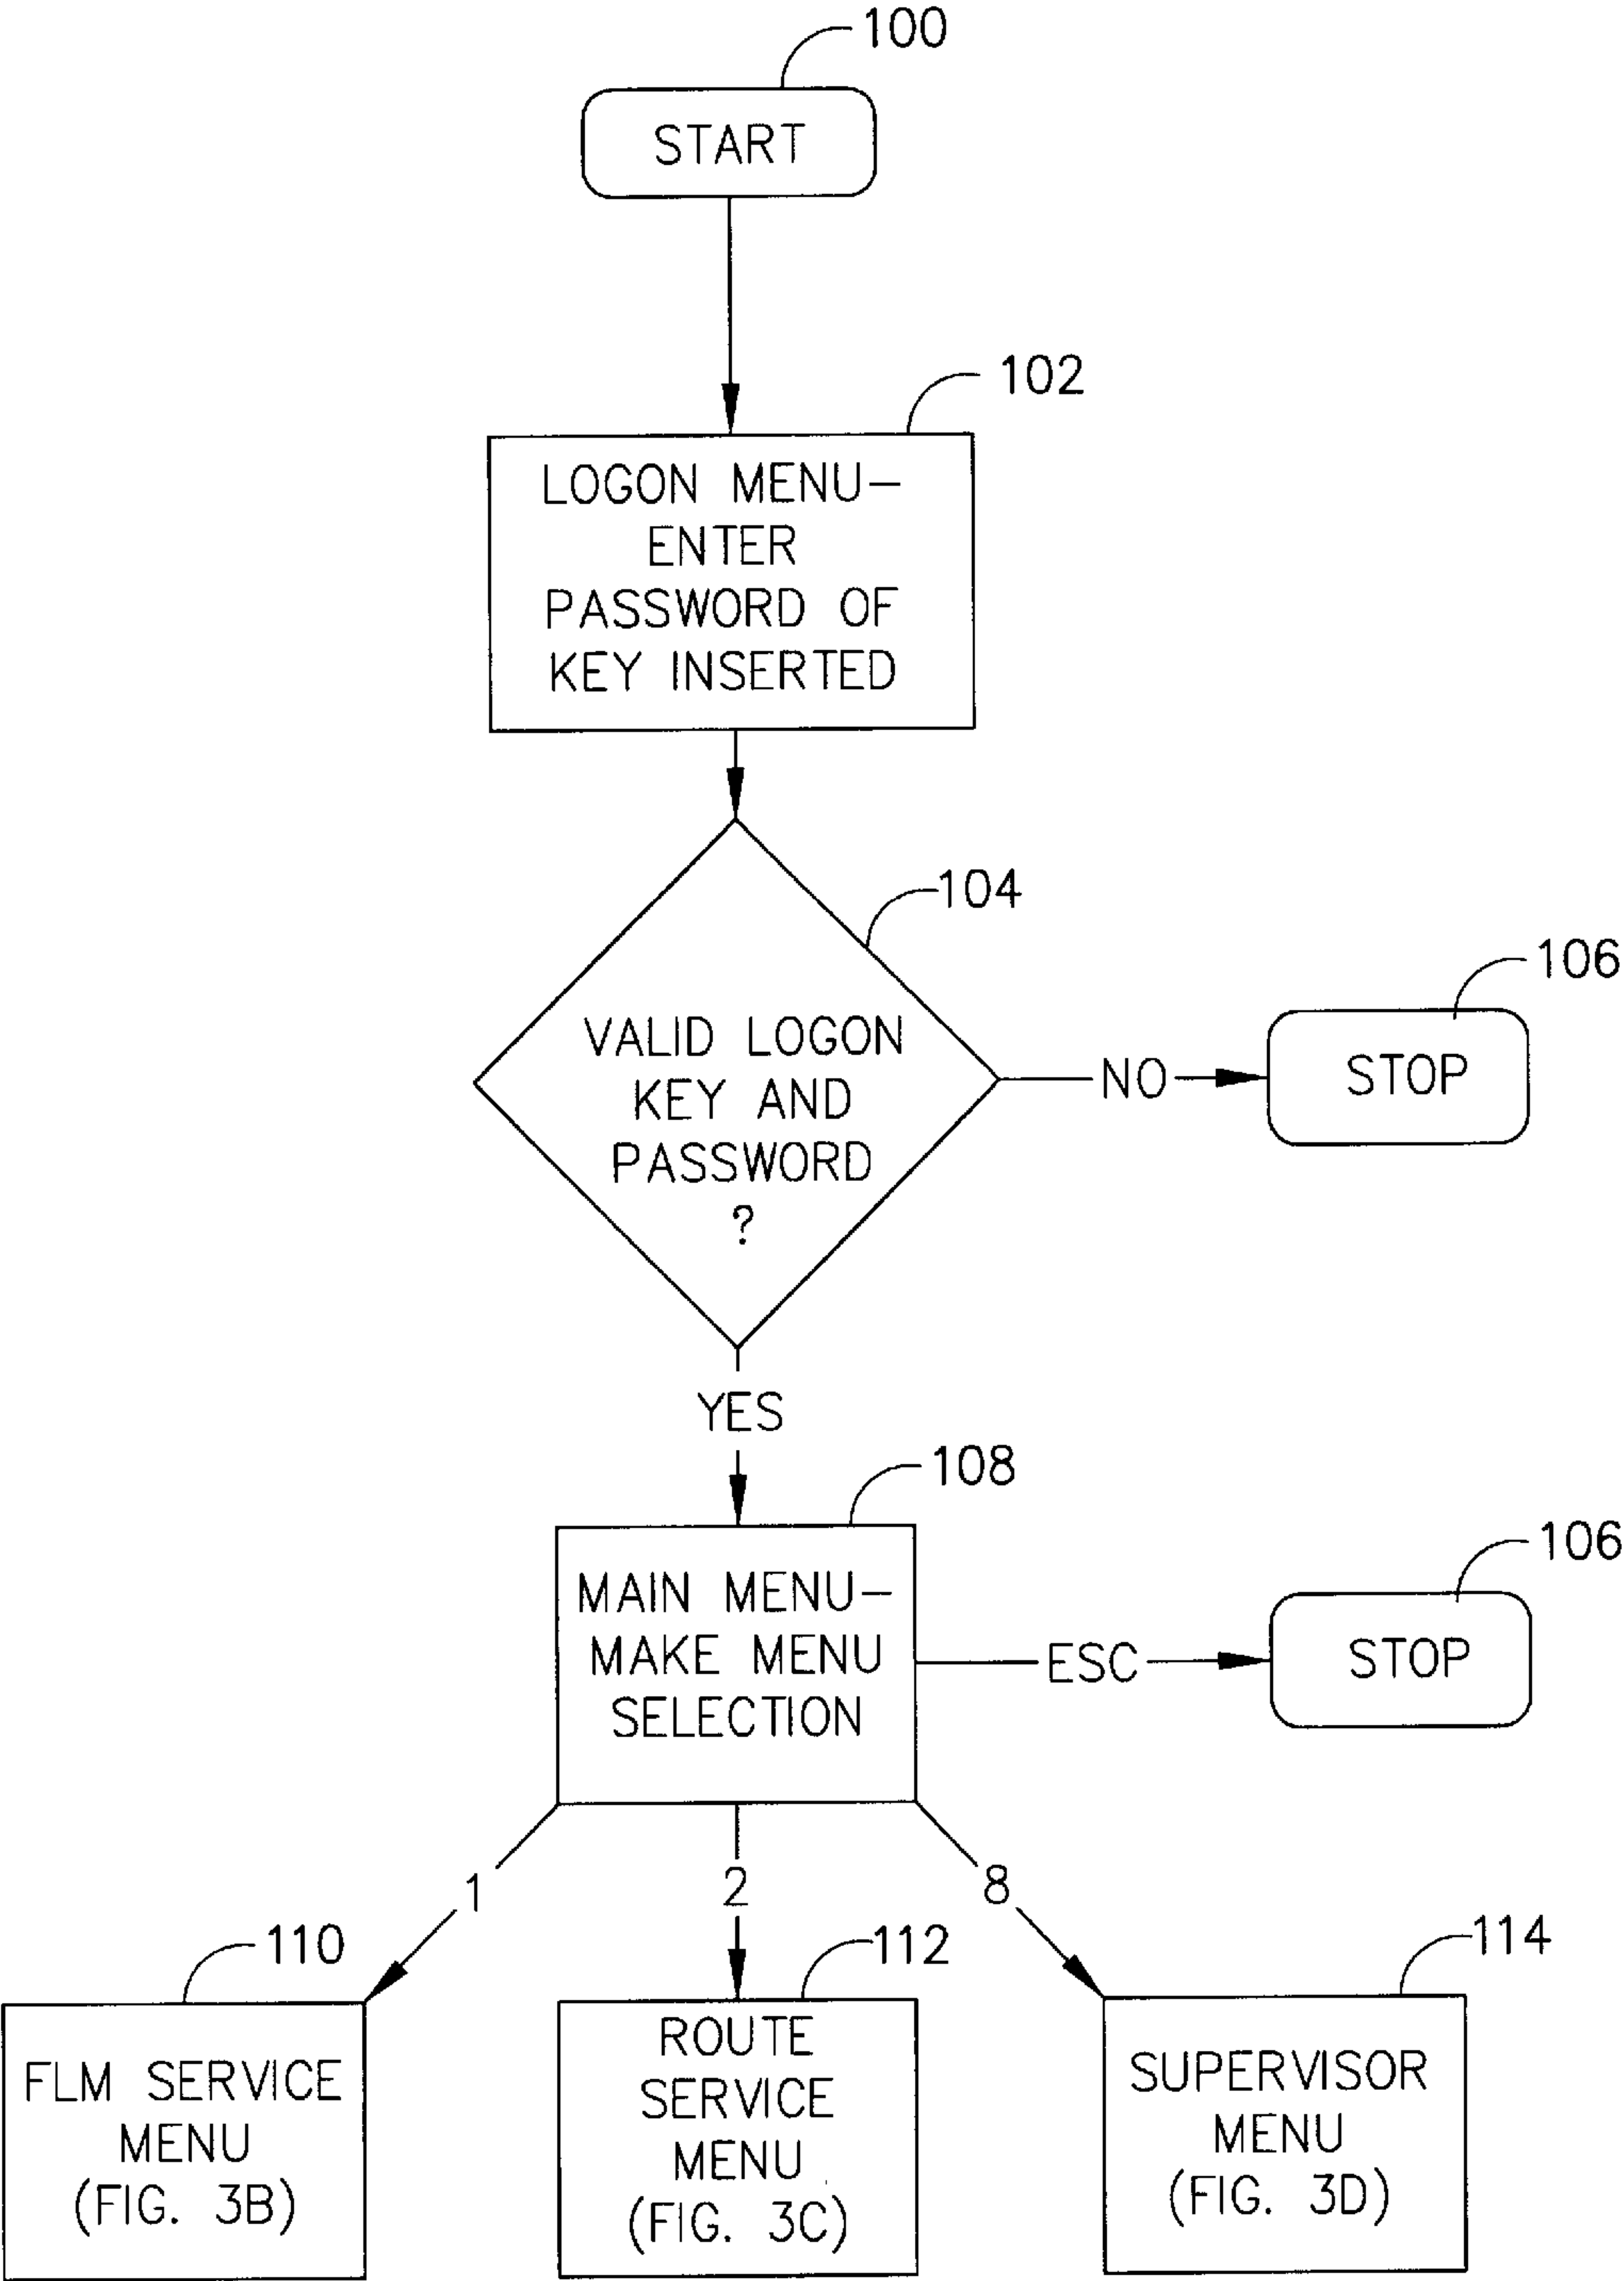 100
START
102
LOGON MENU-
ENTER
PASSWORD OF
KEY INSERTED
104
VALID LOGON
KEY AND
PASSWORD
?
NO
106
STOP
YES
108
MAIN MENU-
MAKE MENU
SELECTION
ESC
106
STOP
1
2
8
110
FLM SERVICE
MENU
(FIG. 3B)
112
ROUTE
SERVICE
MENU
(FIG. 3C)
114
SUPERVISOR
MENU
(FIG. 3D)